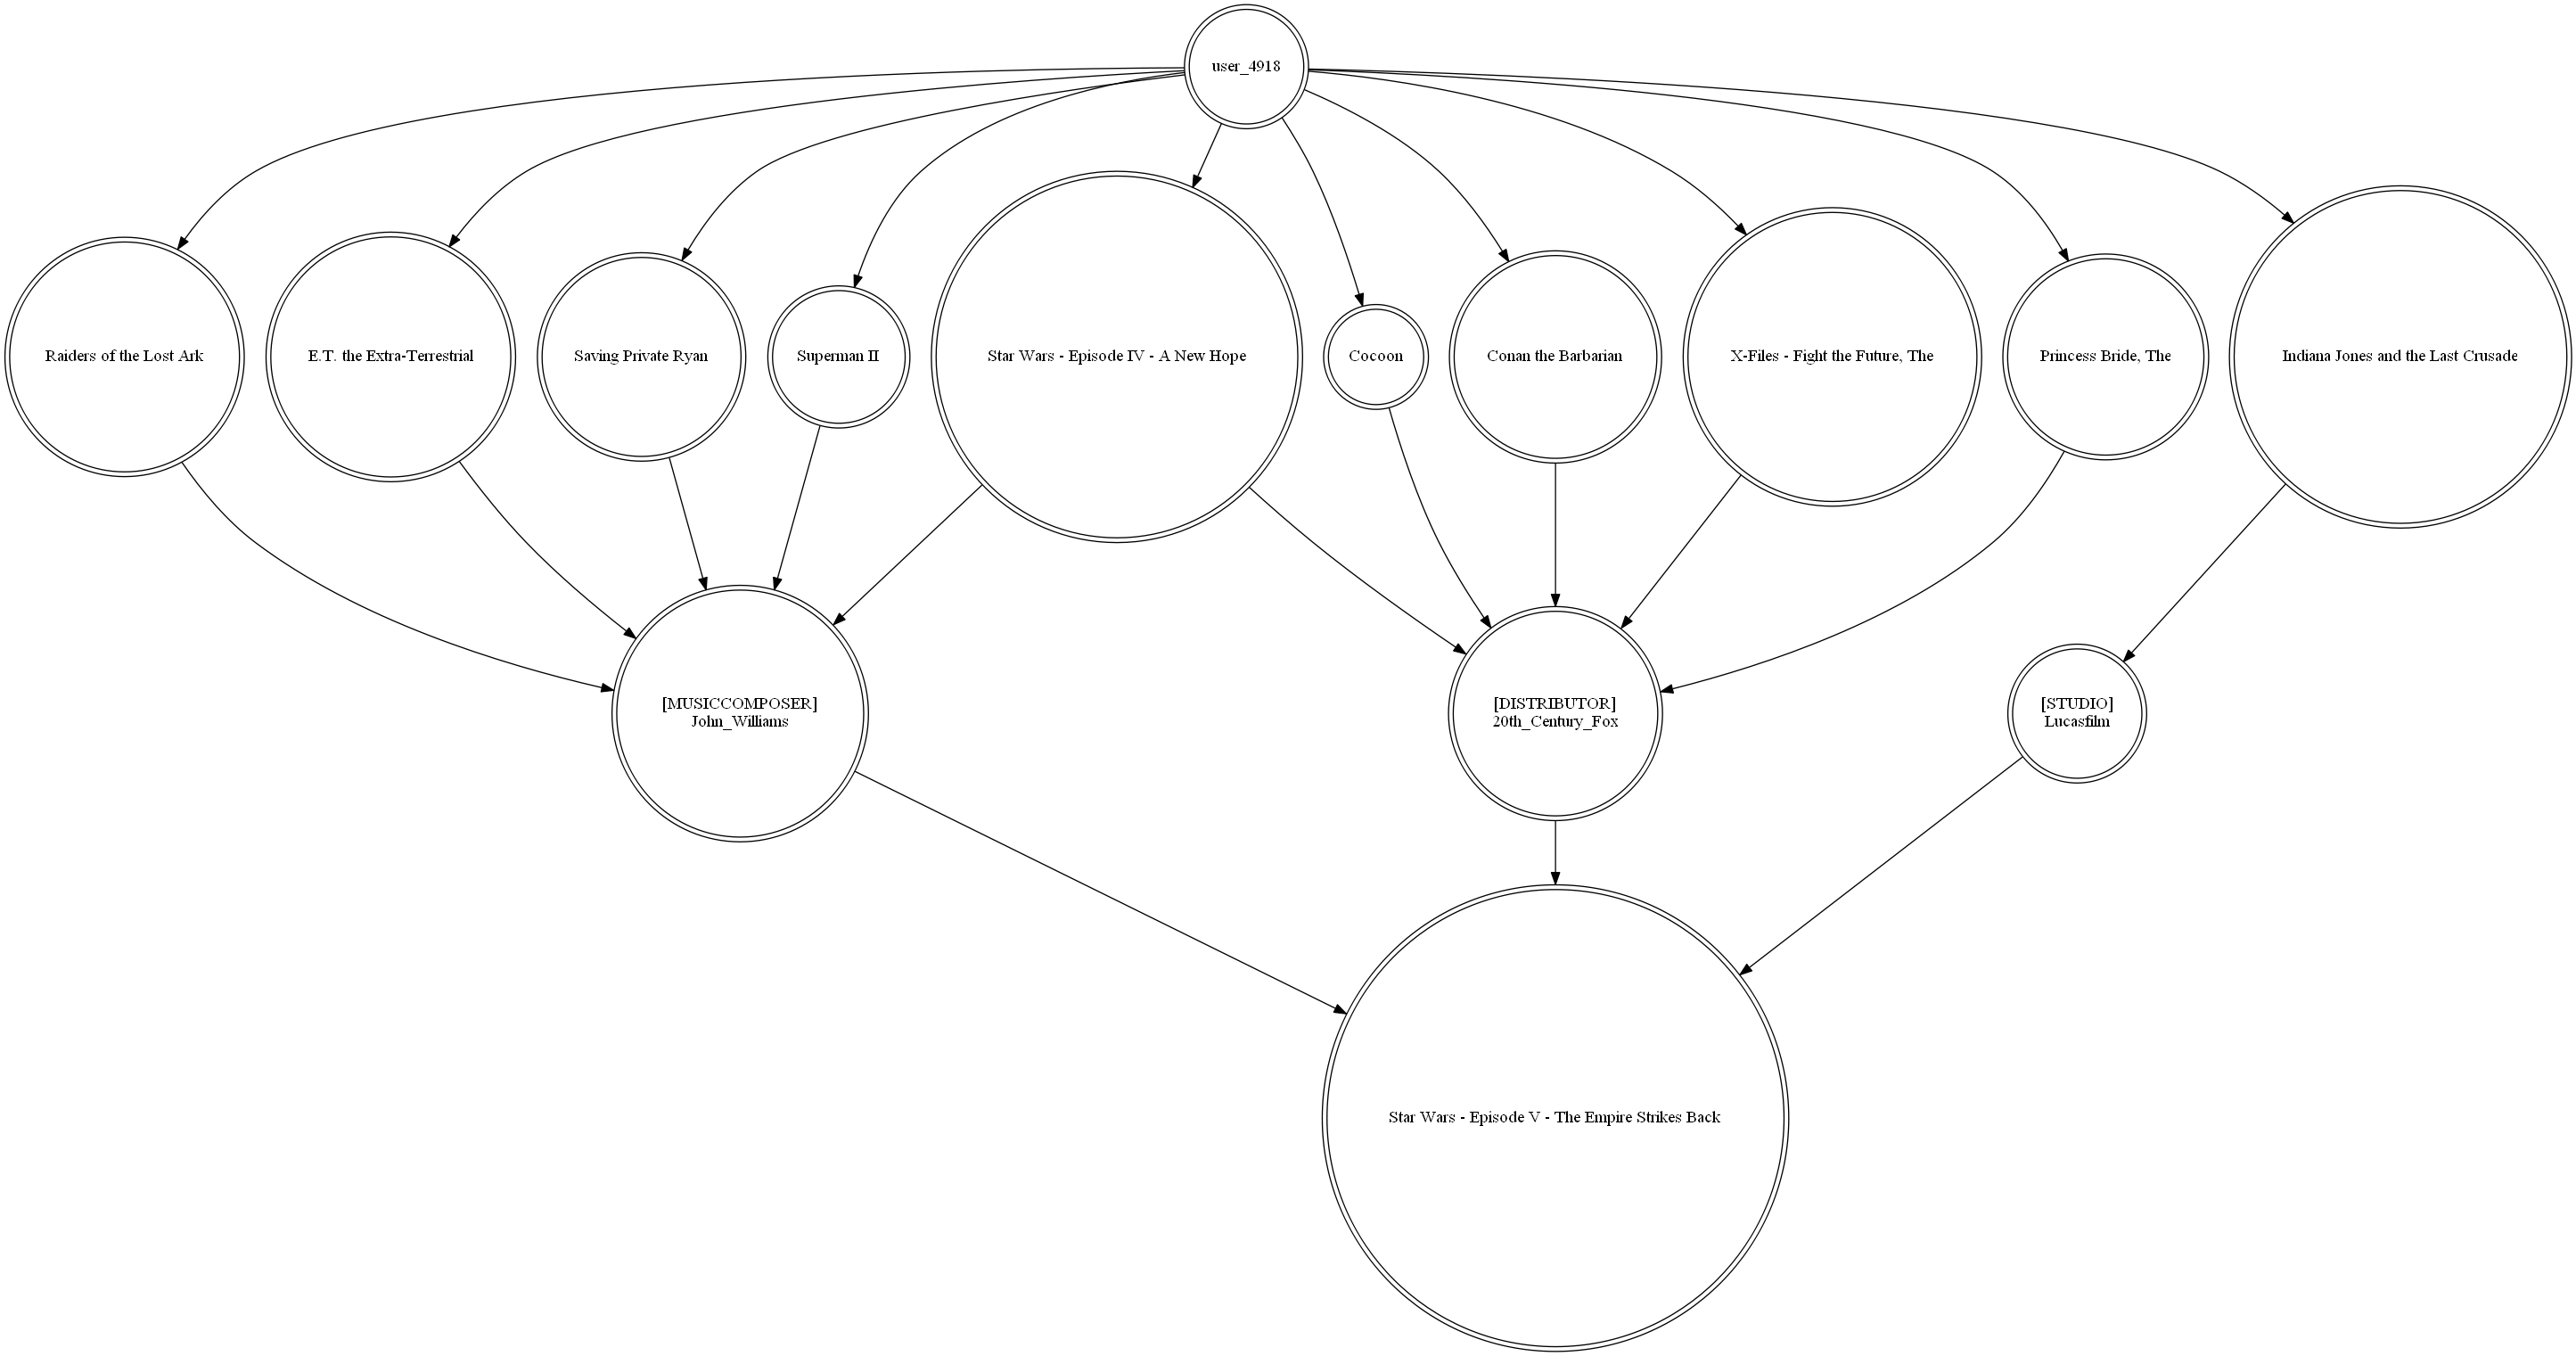 user_4918
Raiders of the Lost Ark
E.T. the Extra-Terrestrial
Saving Private Ryan
Superman II
Star Wars - Episode IV - A New Hope
Cocoon
Conan the Barbarian
X-Files - Fight the Future, The
Princess Bride, The
Indiana Jones and the Last Crusade
[MUSICCOMPOSER]
John_Williams
[DISTRIBUTOR]
20th_Century_Fox
[STUDIO]
Lucasfilm
Star Wars - Episode V - The Empire Strikes Back